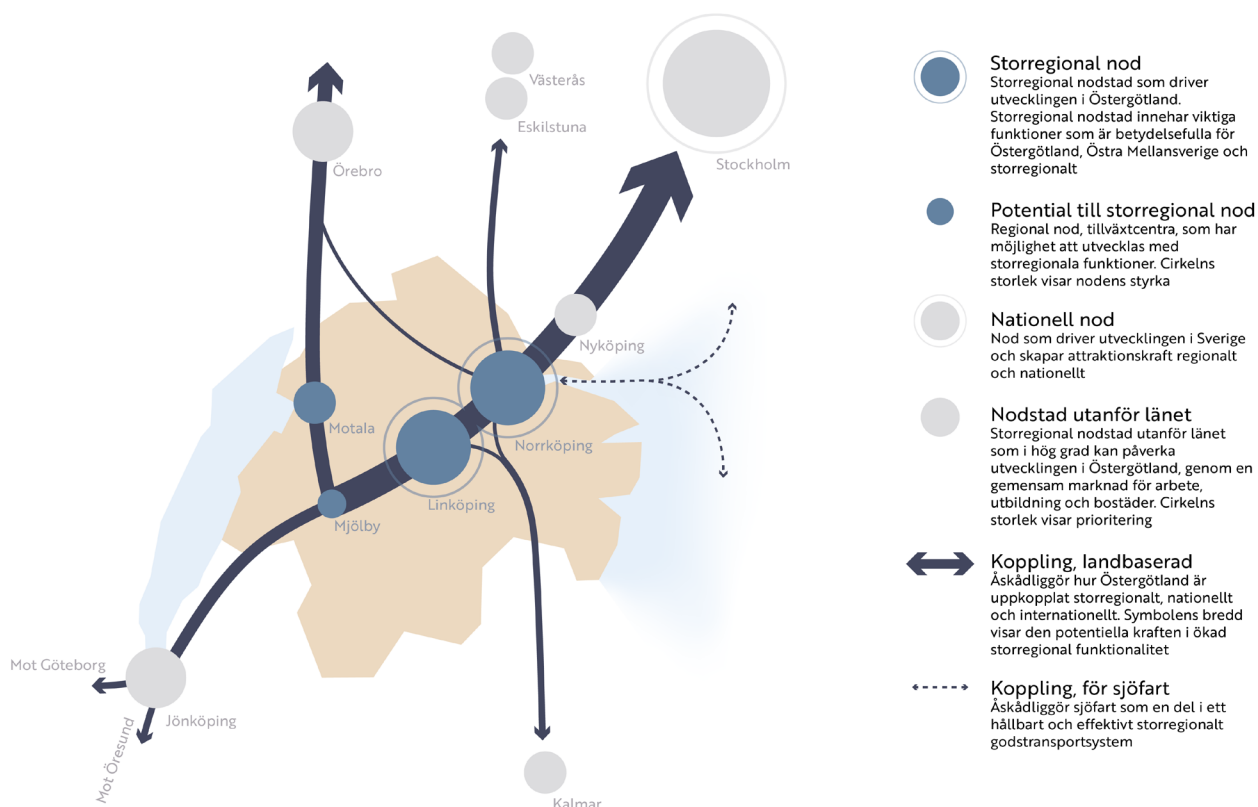 Västerås
Eskilstuna
Stockholm
Örebro
Nyköping
Motala
Norrköping
Linköping
Mjölby
Mot Göteborg
Jönköping
Mot Öresund
Kalmar
Storregional nod
Storregional nodstad som driver
utvecklingen i Östergötland.
Storregional nodstad innehar viktiga
funktioner som är betydelsefulla för
Östergötland, Östra Mellansverige och
storregionalt
Potential till storregional nod
Regional nod, tillväxtcentra, som har
möjlighet att utvecklas med
storregionala funktioner. Cirkelns
storlek visar nodens styrka
Nationell nod
Nod som driver utvecklingen i Sverige
och skapar attraktionskraft regionalt
och nationellt
Nodstad utanför länet
Storregional nodstad utanför länet
som i hög grad kan påverka
utvecklingen i Östergötland, genom en
gemensam marknad för arbete,
utbildning och bostäder. Cirkelns
storlek visar prioritering
Koppling, landbaserad
Åskådliggör hur Östergötland är
uppkopplat storregionalt, nationellt
och internationellt. Symbolens bredd
visar den potentiella kraften i ökad
storregional funktionalitet
Koppling, för sjöfart
Åskådliggör sjöfart som en del i ett
hållbart och effektivt storregionalt
godstransportsystem